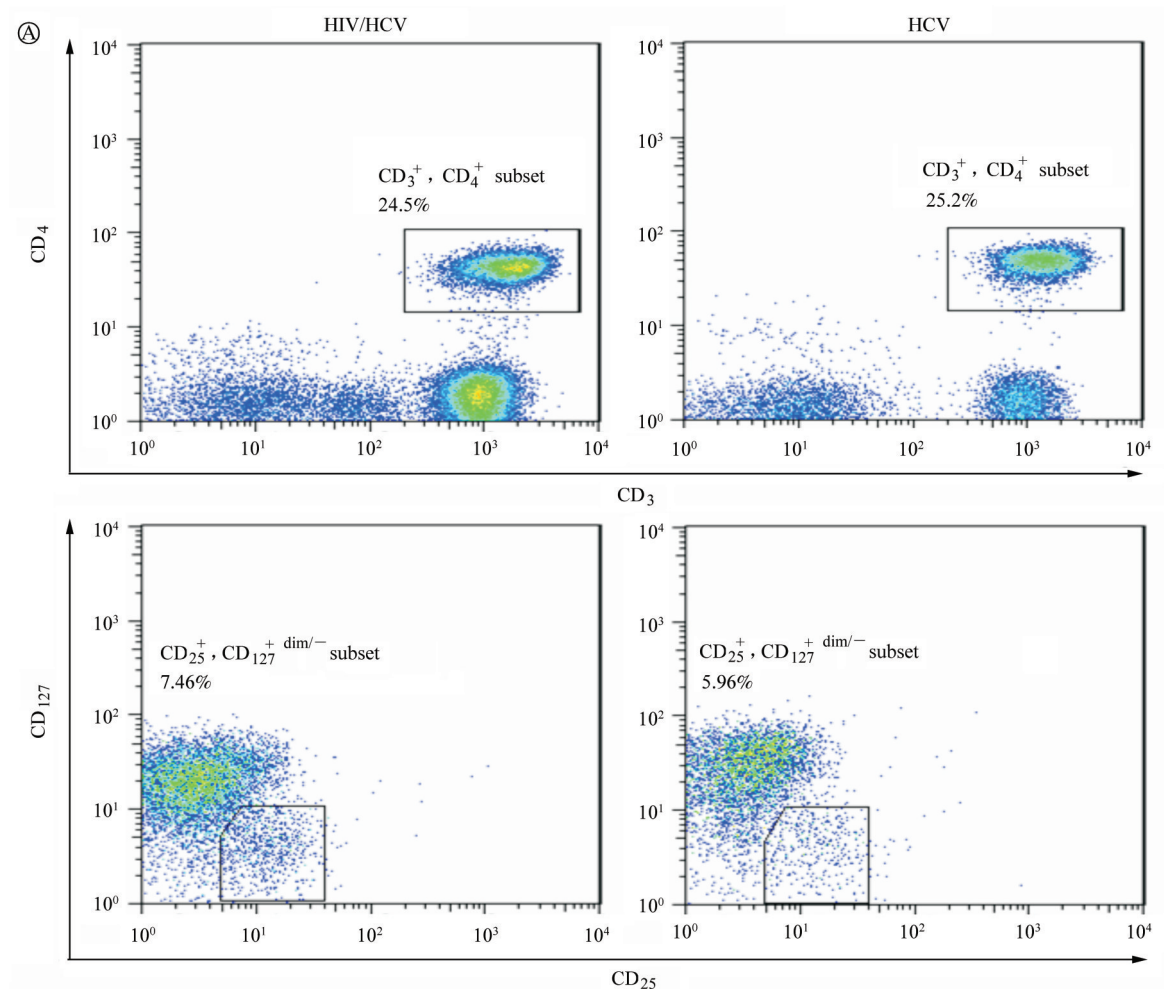 Ⓐ
HIV/HCV
HCV
10⁴
10³
10²
10¹
10⁰
CD₄
CD₃⁺, CD₄⁺ subset
24.5%
10⁰ 10¹ 10² 10³ 10⁴
10⁴
10³
10²
10¹
10⁰
CD₃⁺, CD₄⁺ subset
25.2%
10⁰ 10¹ 10² 10³ 10⁴
CD₃
10⁴
10³
10²
10¹
10⁰
CD₁₂₇
CD₂₅⁺, CD₁₂₇⁺ ᵈⁱᵐ/⁻ subset
7.46%
10⁰ 10¹ 10² 10³ 10⁴
10⁴
10³
10²
10¹
10⁰
CD₂₅⁺, CD₁₂₇⁺ ᵈⁱᵐ/⁻ subset
5.96%
10⁰ 10¹ 10² 10³ 10⁴
CD₂₅